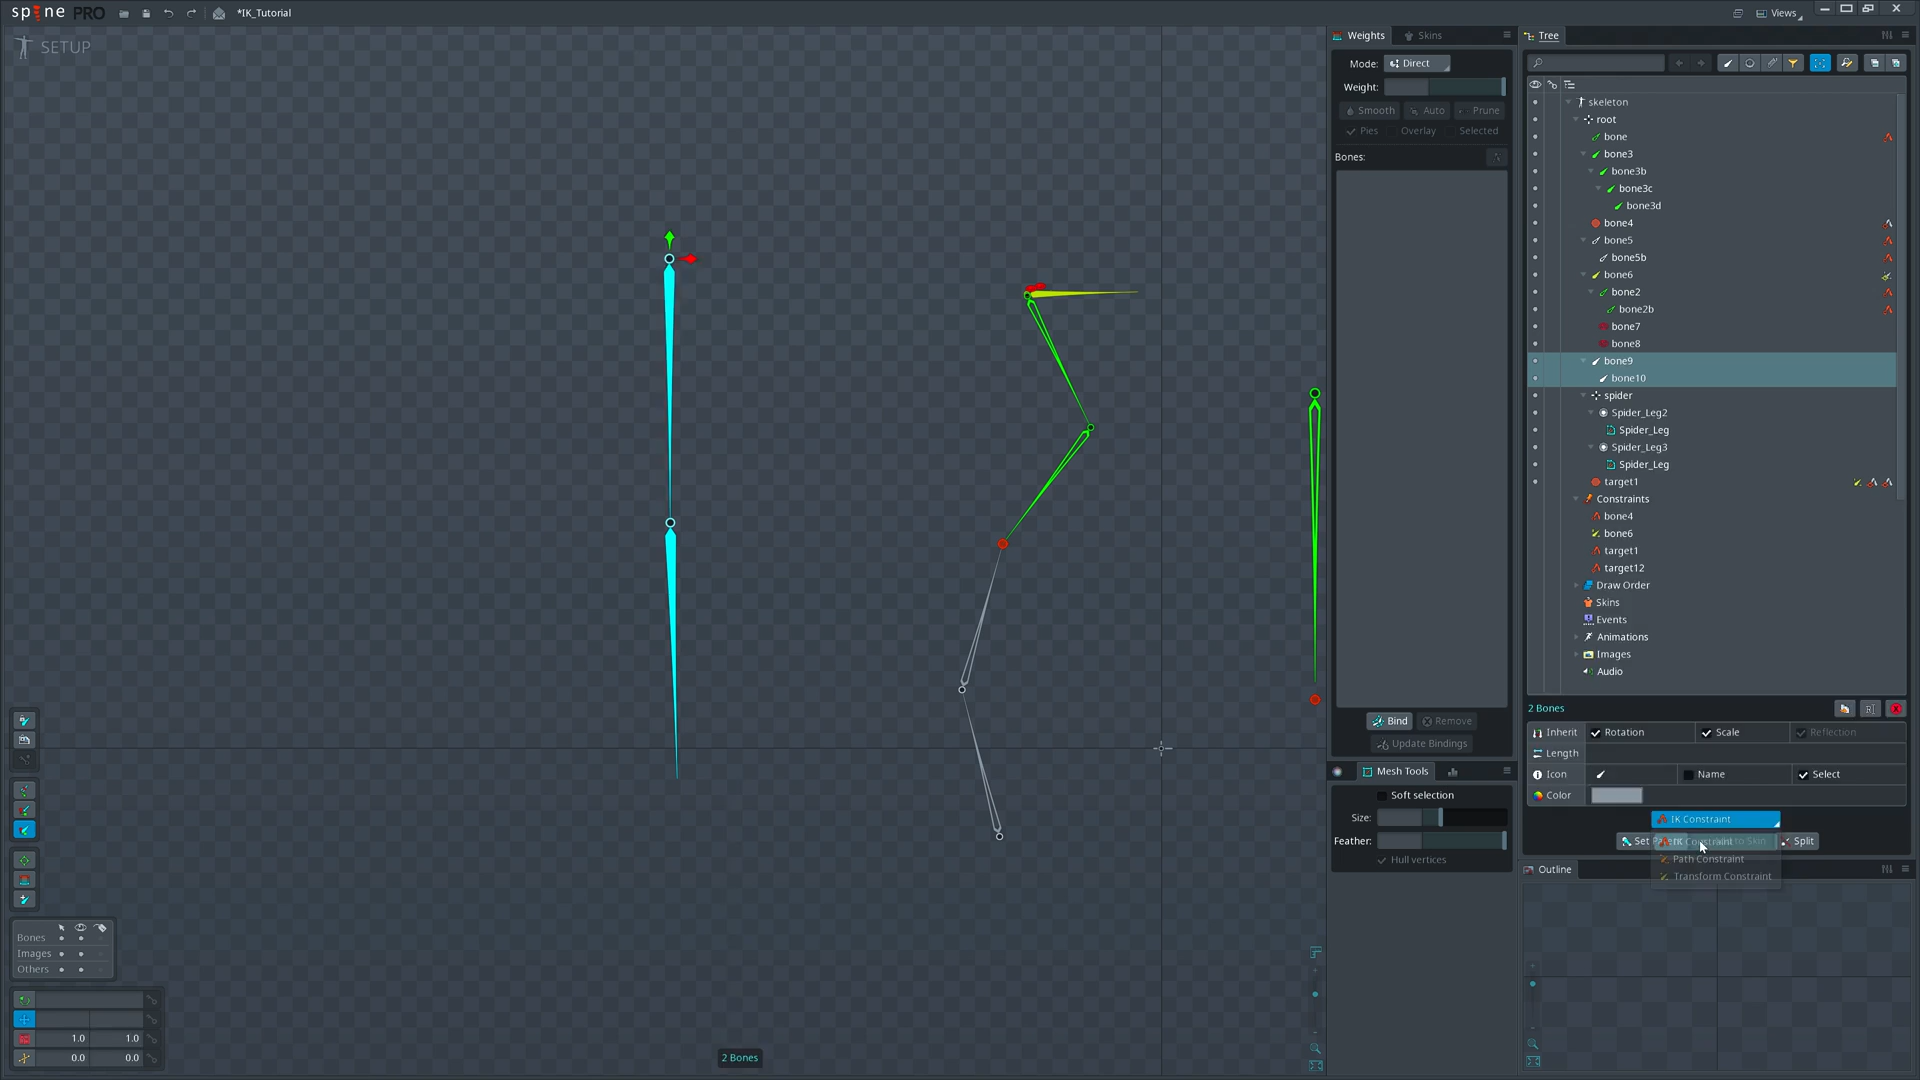 spine PRO
*IK_Tutorial
Views
SETUP
Weights
Skins
Mode:
Direct
Weight:
Smooth
Auto
Prune
Pies
Overlay
Selected
Bones:
Bind
Remove
Update Bindings
Mesh Tools
Soft selection
Size:
Feather:
Hull vertices
Tree
skeleton
root
bone
bone3
bone3b
bone3c
bone3d
bone4
bone5
bone5b
bone6
bone2
bone2b
bone7
bone8
bone9
bone10
spider
Spider_Leg2
Spider_Leg
Spider_Leg3
Spider_Leg
target1
Constraints
bone4
bone6
target1
target12
Draw Order
Skins
Events
Animations
Images
Audio
2 Bones
Inherit
Rotation
Scale
Reflection
Length
Icon
Name
Select
Color
IK Constraint
Split
Path Constraint
Transform Constraint
Outline
Bones
Images
Others
1.0 1.0
0.0 0.0
2 Bones